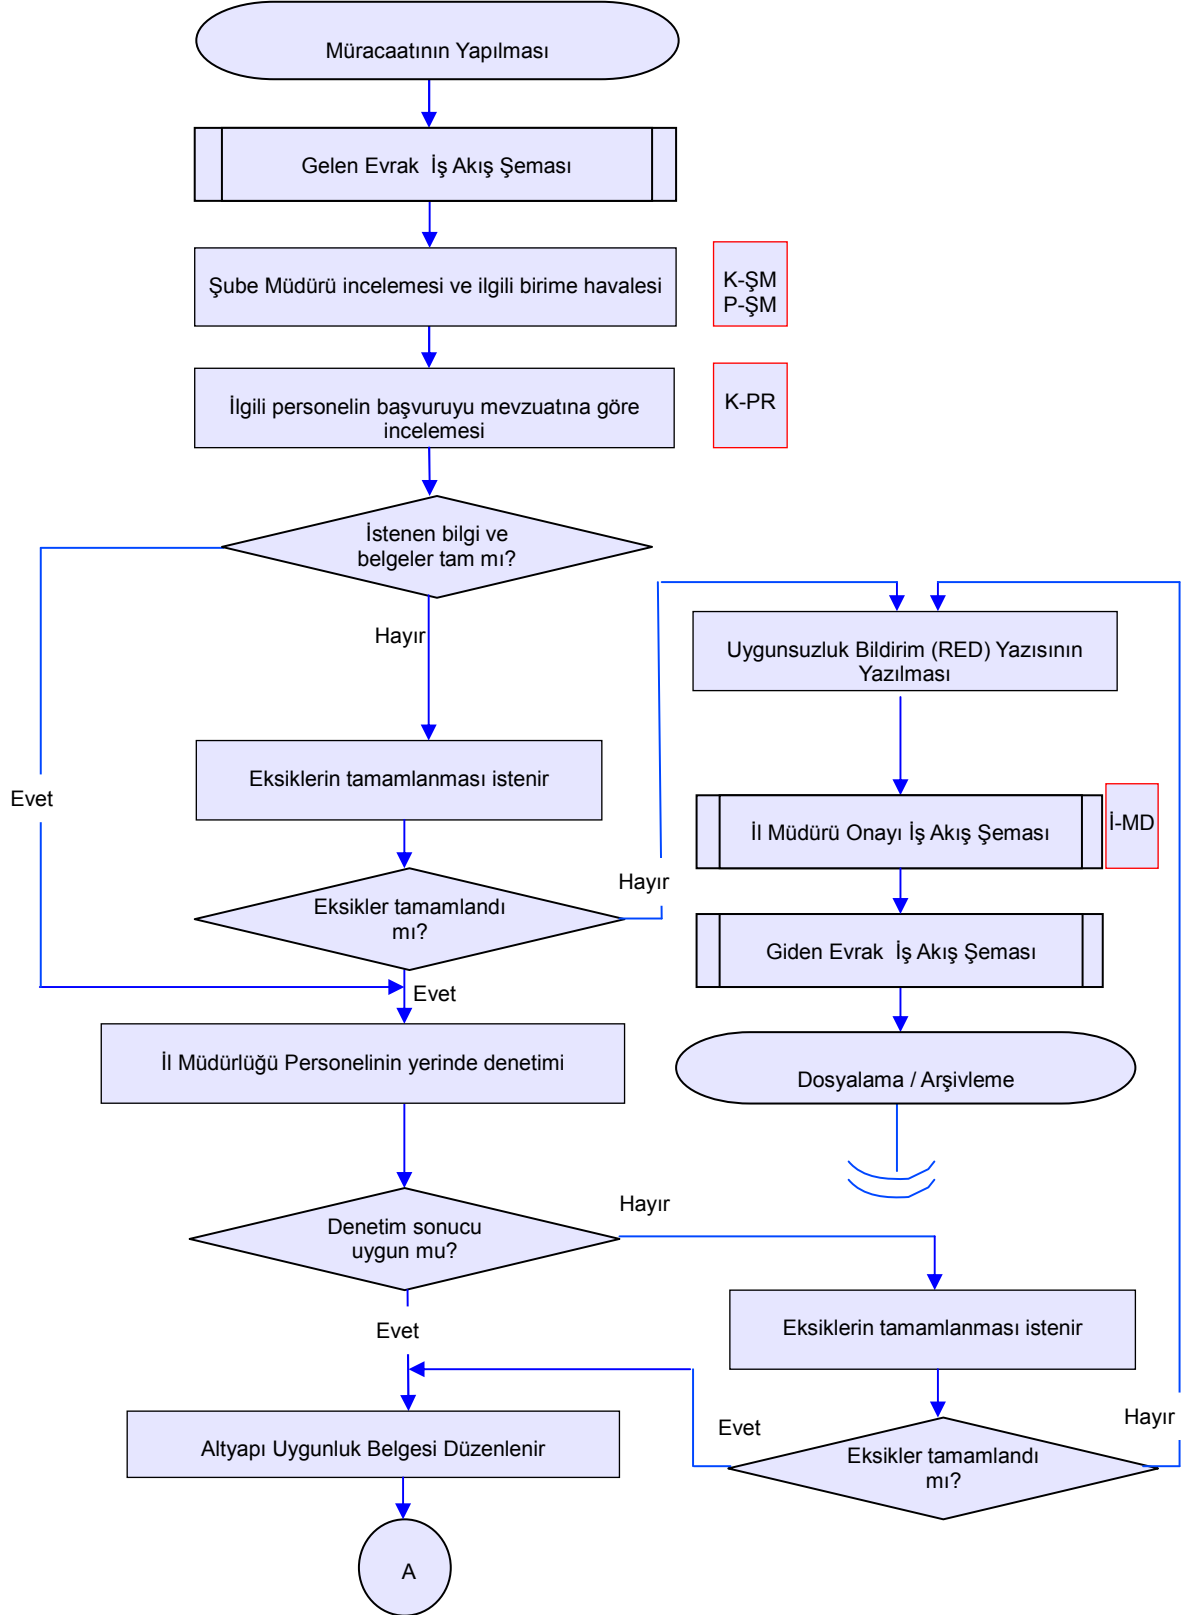 Müracaatının Yapılması
Gelen Evrak İş Akış Şeması
Şube Müdürü incelemesi ve ilgili birime havalesi
K-ŞM
P-ŞM
İlgili personelin başvuruyu mevzuatına göre
incelemesi
K-PR
İstenen bilgi ve
belgeler tam mı?
Hayır
Uygunsuzluk Bildirim (RED) Yazısının
Yazılması
Eksiklerin tamamlanması istenir
Evet
İl Müdürü Onayı İş Akış Şeması
İ-MD
Hayır
Eksikler tamamlandı
mı?
Giden Evrak İş Akış Şeması
Evet
İl Müdürlüğü Personelinin yerinde denetimi
Dosyalama / Arşivleme
Hayır
Denetim sonucu
uygun mu?
Evet
Eksiklerin tamamlanması istenir
Evet
Hayır
Altyapı Uygunluk Belgesi Düzenlenir
Eksikler tamamlandı
mı?
A